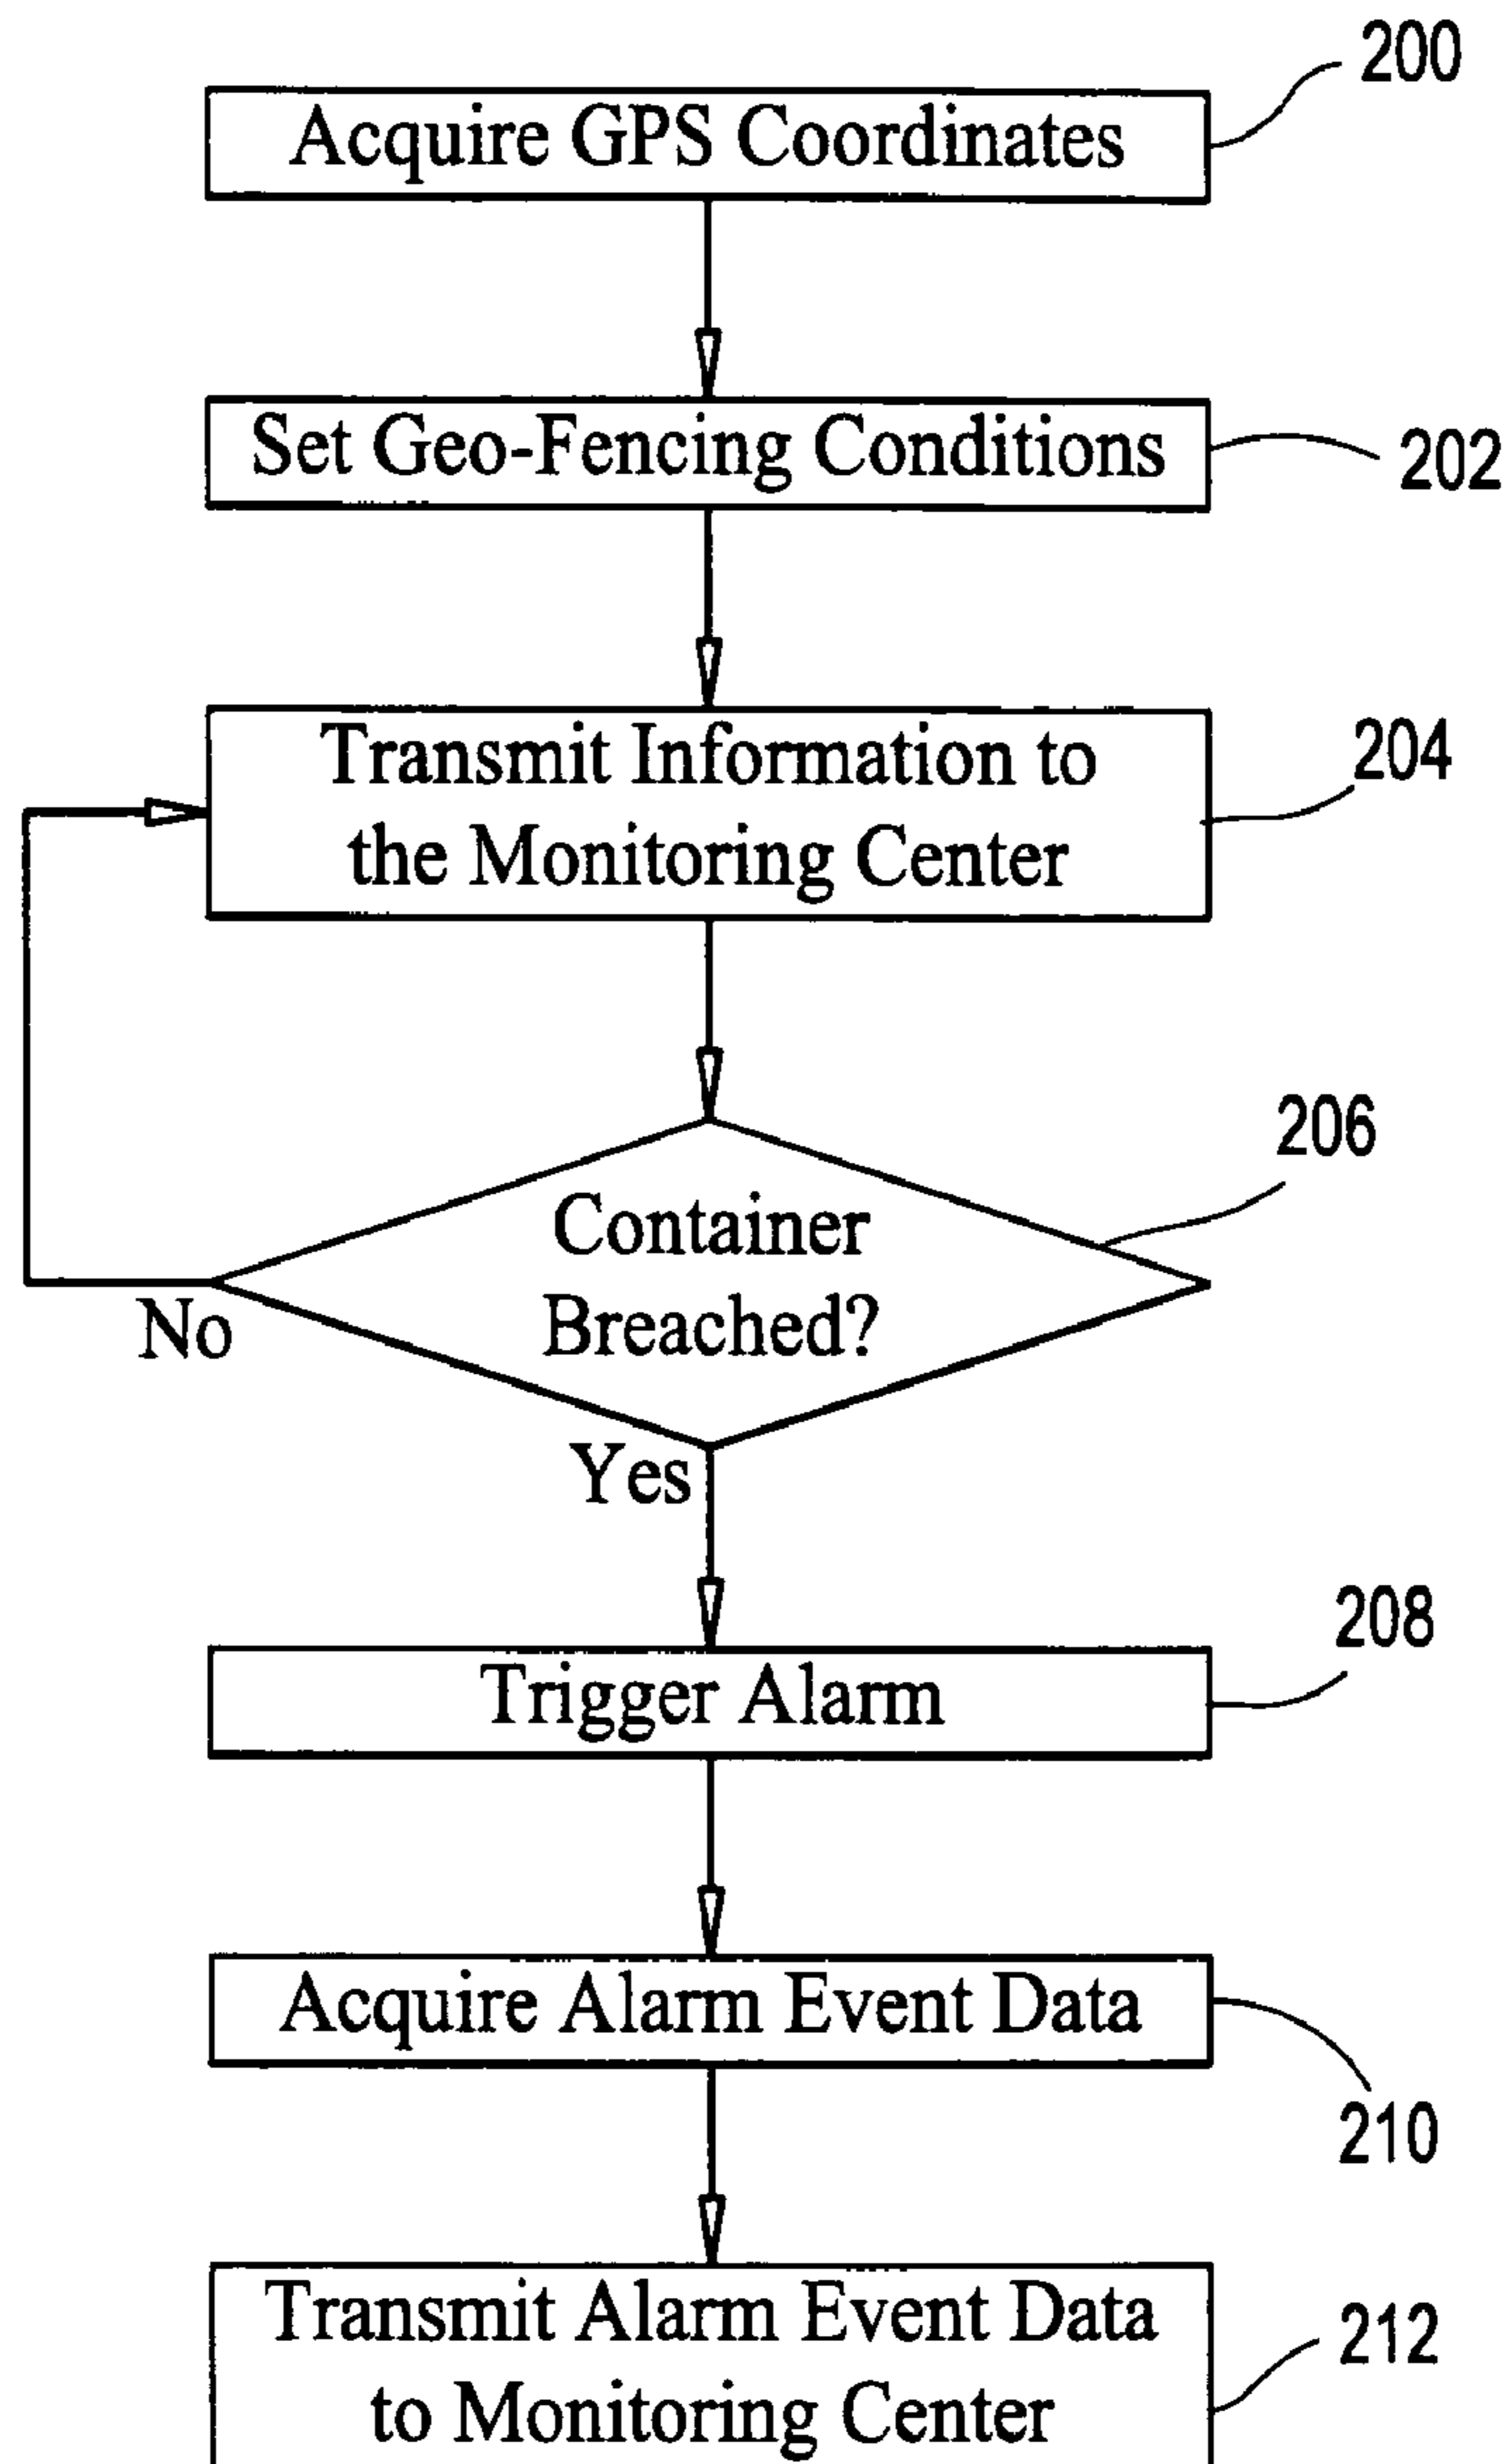 200
Acquire GPS Coordinates
Set Geo-Fencing Conditions
202
Transmit Information to
204
the Monitoring Center
206
Container
Breached?
No
Yes
208
Trigger Alarm
Acquire Alarm Event Data
210
Transmit Alarm Event Data
212
to Monitoring Center